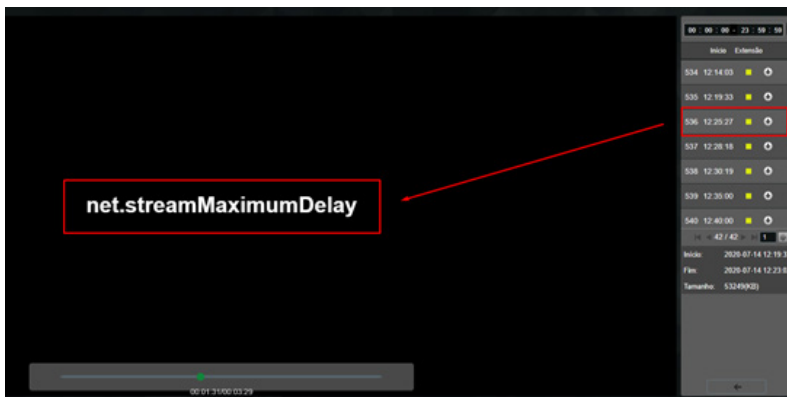 00 : 00 : 00 - 23 : 59 : 59
Início Extensão
534 12:14:03
535 12:19:33
536 12:25:27
537 12:28:18
538 12:30:19
539 12:35:00
540 12:40:00
42 / 42 1
Início: 2020-07-14 12:19:3
Fim: 2020-07-14 12:23:0
Tamanho: 53249(KB)
net.streamMaximumDelay
00:01:31/00:03:29